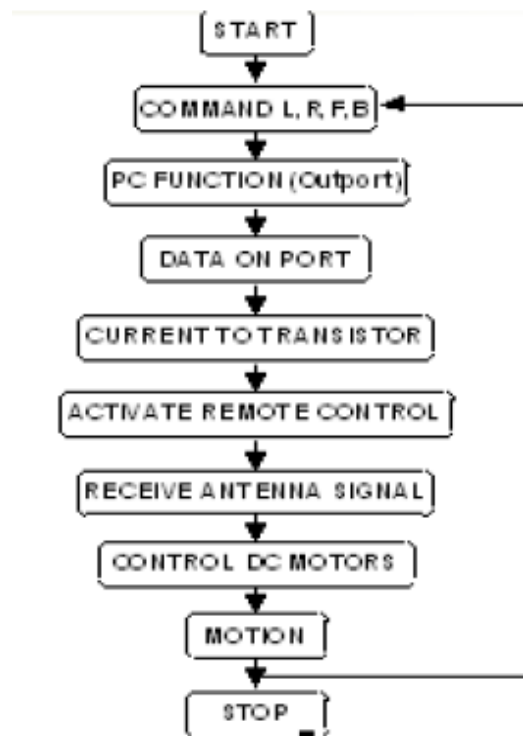 START
COMMAND L, R, F, B
PC FUNCTION (Outport)
DATA ON PORT
CURRENT TO TRANSISTOR
ACTIVATE REMOTE CONTROL
RECEIVE ANTENNA SIGNAL
CONTROL DC MOTORS
MOTION
STOP